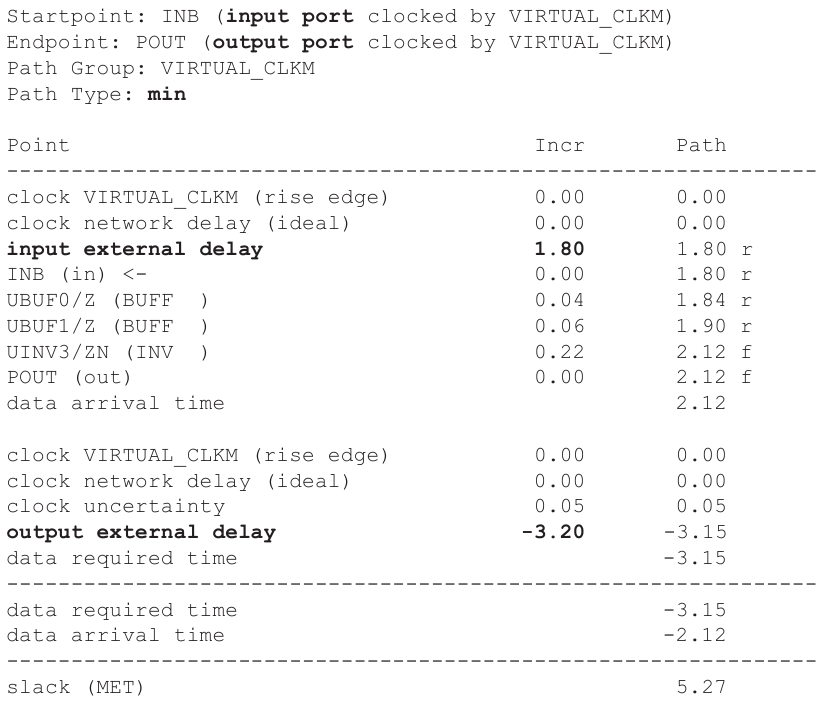 Startpoint: INB (input port clocked by VIRTUAL_CLKM)
Endpoint: POUT (output port clocked by VIRTUAL_CLKM)
Path Group: VIRTUAL_CLKM
Path Type: min
Point Incr Path
---------------------------------------------------------------
clock VIRTUAL_CLKM (rise edge) 0.00 0.00
clock network delay (ideal) 0.00 0.00
input external delay 1.80 1.80 r
INB (in) <- 0.00 1.80 r
UBUF0/Z (BUFF ) 0.04 1.84 r
UBUF1/Z (BUFF ) 0.06 1.90 r
UINV3/ZN (INV ) 0.22 2.12 f
POUT (out) 0.00 2.12 f
data arrival time 2.12
clock VIRTUAL_CLKM (rise edge) 0.00 0.00
clock network delay (ideal) 0.00 0.00
clock uncertainty 0.05 0.05
output external delay -3.20 -3.15
data required time -3.15
---------------------------------------------------------------
data required time -3.15
data arrival time -2.12
---------------------------------------------------------------
slack (MET) 5.27